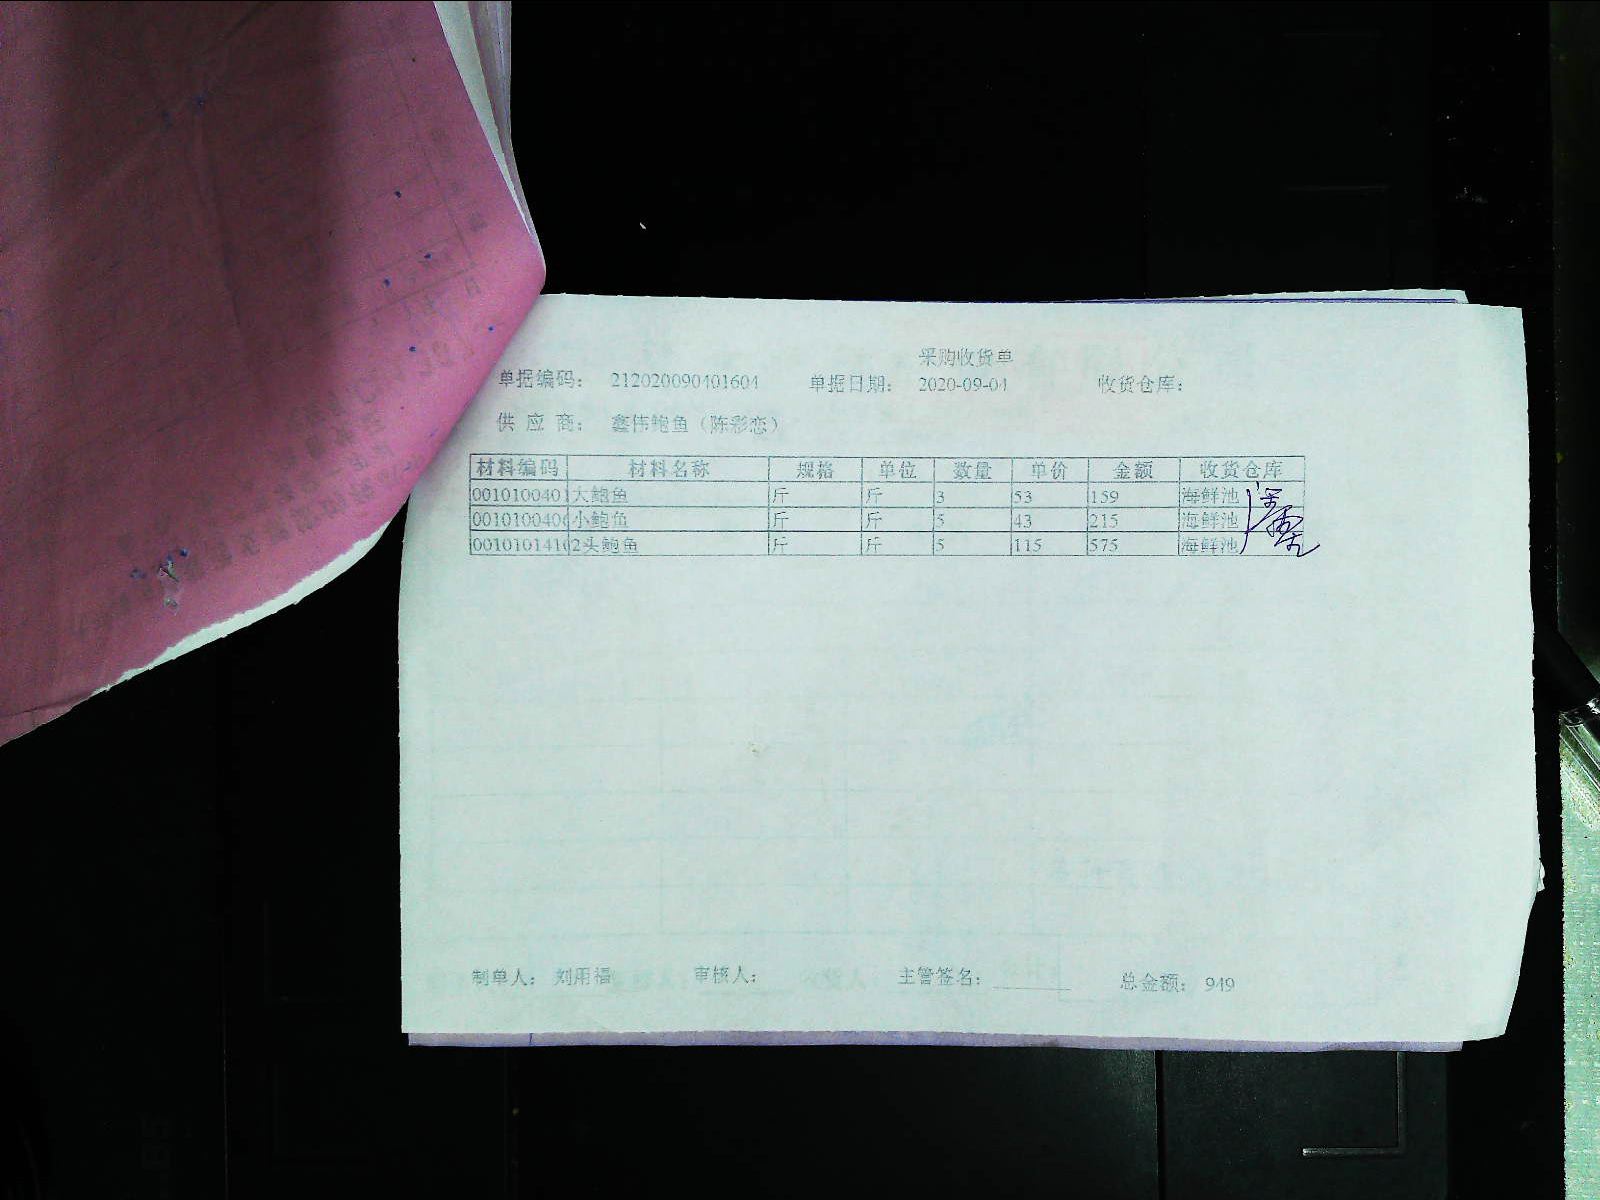 采购收货单
单据编码： 212020090401604 单据日期： 2020-09-04 收货仓库：
供 应 商： 鑫伟鲍鱼（陈彩恋）
材料编码 材料名称 规格 单位 数量 单价 金额 收货仓库
0010100401 大鲍鱼 斤 斤 3 53 159 海鲜池
001010040 小鲍鱼 斤 斤 5 43 215 海鲜池
001010141 2头鲍鱼 斤 斤 5 115 575 海鲜池
制单人： 刘用福 审核人： 主管签名： 总金额： 949